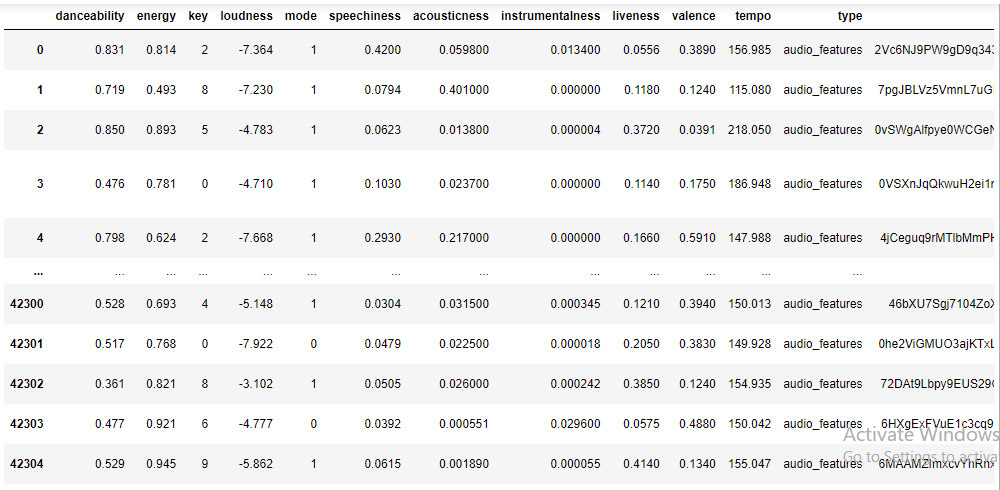 danceability energy key loudness mode speechiness acousticness instrumentalness liveness valence tempo type
0 0.831 0.814 2 -7.364 1 0.4200 0.059800 0.013400 0.0556 0.3890 156.985 audio_features 2Vc6NJ9PW9gD9q343
1 0.719 0.493 8 -7.230 1 0.0794 0.401000 0.000000 0.1180 0.1240 115.080 audio_features 7pgJBLVz5VmnL7uG
2 0.850 0.893 5 -4.783 1 0.0623 0.013800 0.000004 0.3720 0.0391 218.050 audio_features 0vSWgAlfpye0WCGeN
3 0.476 0.781 0 -4.710 1 0.1030 0.023700 0.000000 0.1140 0.1750 186.948 audio_features 0VSXnJqQkwuH2ei1r
4 0.798 0.624 2 -7.668 1 0.2930 0.217000 0.000000 0.1660 0.5910 147.988 audio_features 4jCeguq9rMTlbMmPH
... ... ... ... ... ... ... ... ... ... ... ... ...
42300 0.528 0.693 4 -5.148 1 0.0304 0.031500 0.000345 0.1210 0.3940 150.013 audio_features 46bXU7Sgj7104ZoX
42301 0.517 0.768 0 -7.922 0 0.0479 0.022500 0.000018 0.2050 0.3830 149.928 audio_features 0he2ViGMUO3ajKTxL
42302 0.361 0.821 8 -3.102 1 0.0505 0.026000 0.000242 0.3850 0.1240 154.935 audio_features 72DAt9Lbpy9EUS29
42303 0.477 0.921 6 -4.777 0 0.0392 0.000551 0.029600 0.0575 0.4880 150.042 audio_features 6HXgExFVuE1c3cq9
42304 0.529 0.945 9 -5.862 1 0.0615 0.001890 0.000055 0.4140 0.1340 155.047 audio_features
Activate Windows
Go to Settings to activa